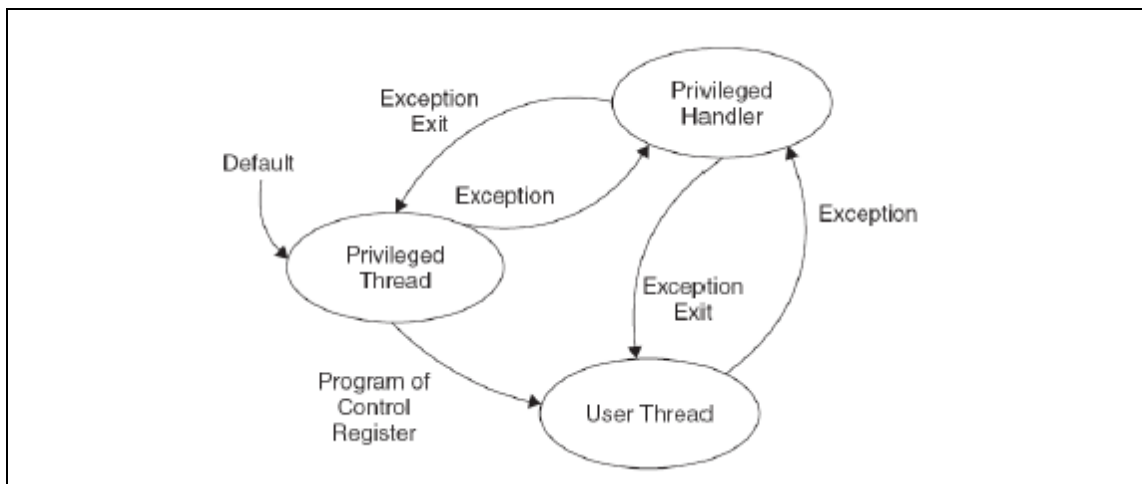 Privileged
Handler
Exception
Exit
Default
Exception
Privileged
Thread
Exception
Exception
Exit
Program of
Control
Register
User Thread